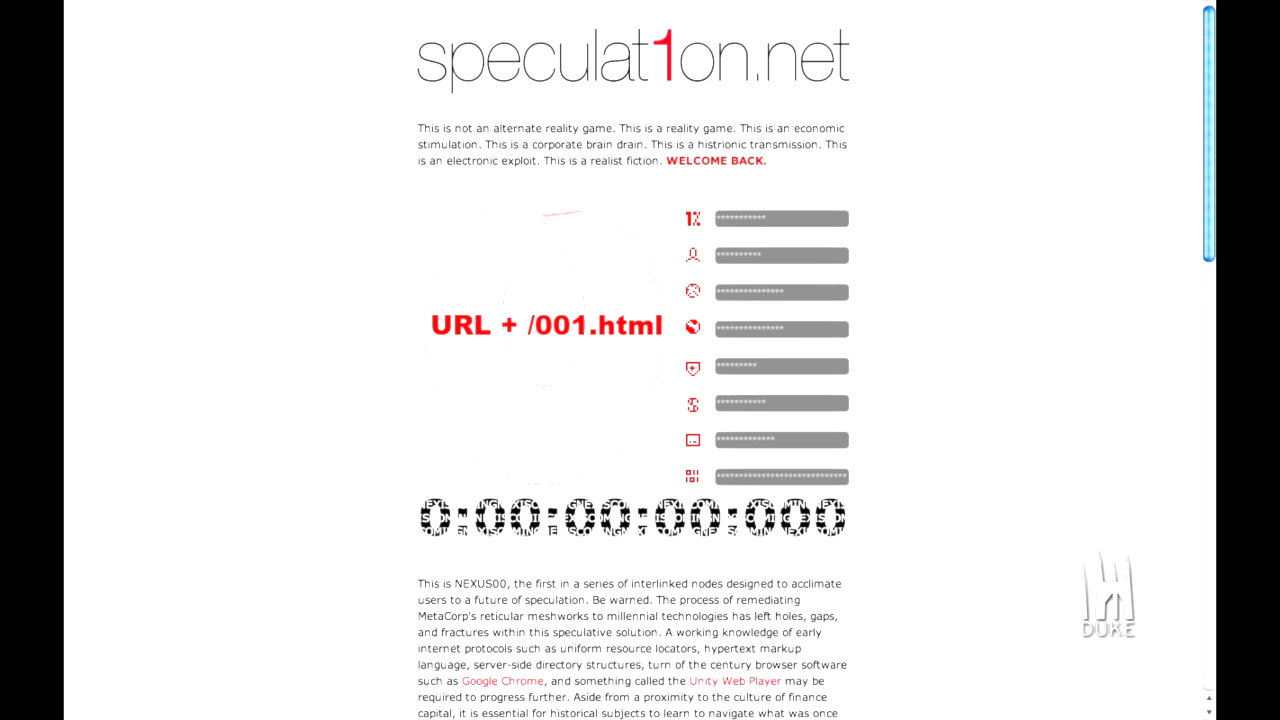 speculat1on.net
This is not an alternate reality game. This is a reality game. This is an economic
stimulation. This is a corporate brain drain. This is a histrionic transmission. This
is an electronic exploit. This is a realist fiction. WELCOME BACK.
1%
***********
**********
***************
URL + /001.html
***************
*********
$
***********
*************
*****************************
0:00:00:00:000
This is NEXUS00, the first in a series of interlinked nodes designed to acclimate
users to a future of speculation. Be warned. The process of remediating
MetaCorp's reticular meshworks to millennial technologies has left holes, gaps,
and fractures within this speculative solution. A working knowledge of early
internet protocols such as uniform resource locators, hypertext markup
language, server-side directory structures, turn of the century browser software
such as Google Chrome, and something called the Unity Web Player may be
required to progress further. Aside from a proximity to the culture of finance
capital, it is essential for historical subjects to learn to navigate what was once
DUKE